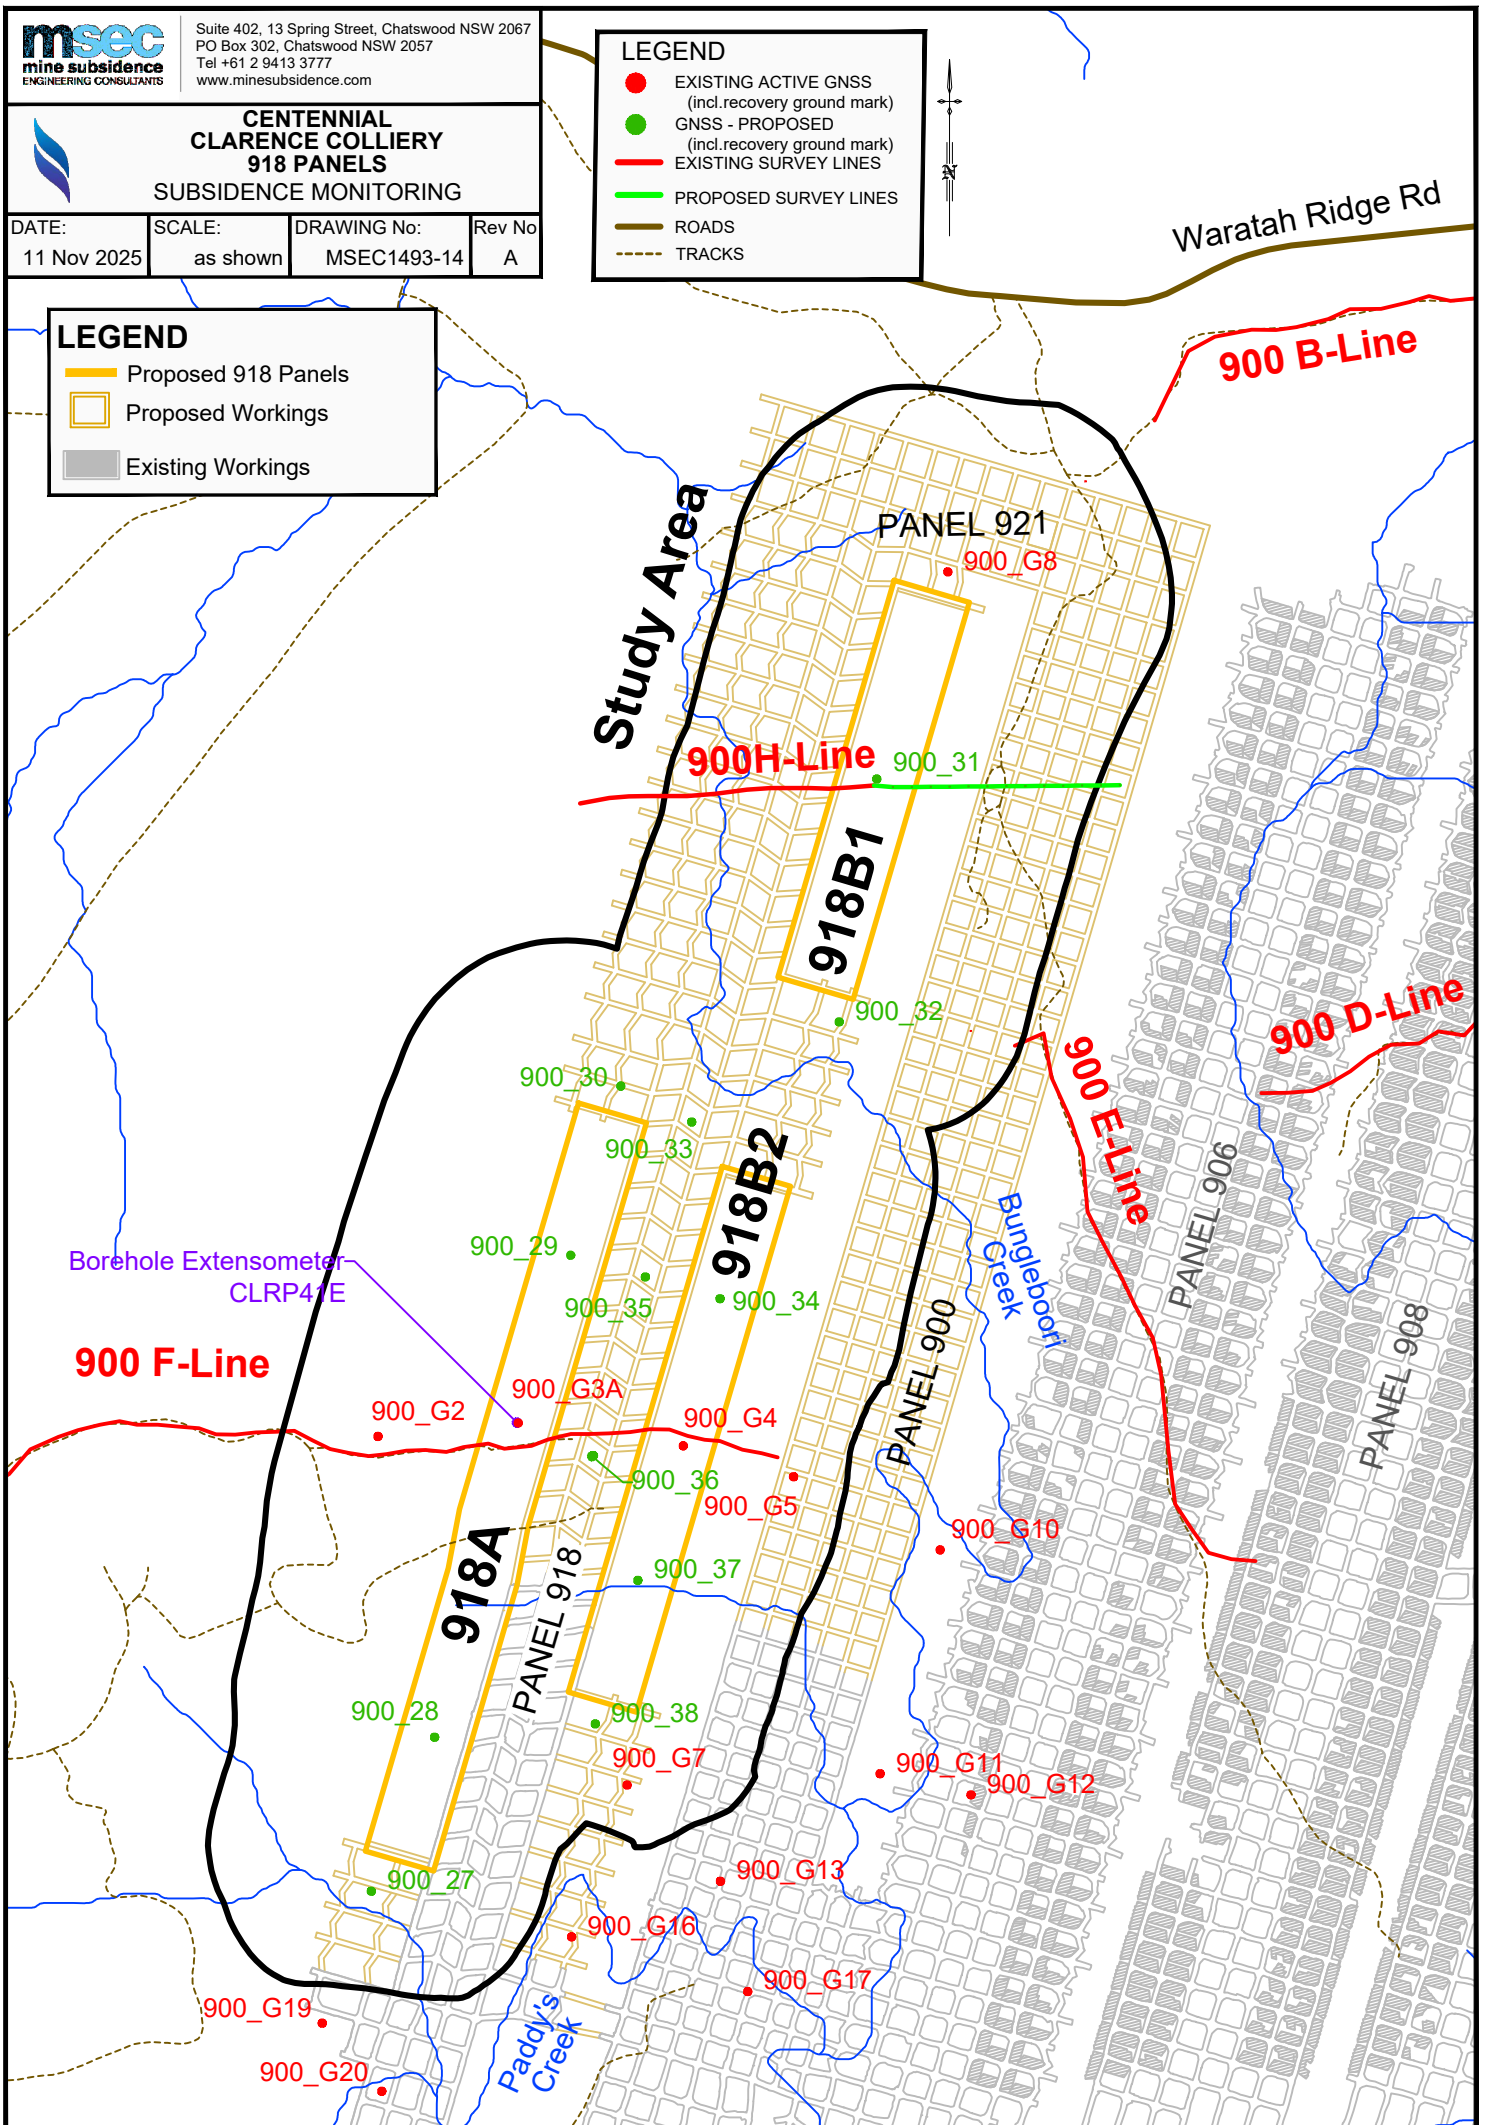 msec
mine subsidence
ENGINEERING CONSULTANTS
Suite 402, 13 Spring Street, Chatswood NSW 2067
PO Box 302, Chatswood NSW 2057
Tel +61 2 9413 3777
www.minesubsidence.com
CENTENNIAL
CLARENCE COLLIERY
918 PANELS
SUBSIDENCE MONITORING
DATE:
11 Nov 2025
SCALE:
as shown
DRAWING No:
MSEC1493-14
Rev No
A
LEGEND
EXISTING ACTIVE GNSS
(incl.recovery ground mark)
GNSS - PROPOSED
(incl.recovery ground mark)
EXISTING SURVEY LINES
PROPOSED SURVEY LINES
ROADS
TRACKS
N
Waratah Ridge Rd
LEGEND
Proposed 918 Panels
Proposed Workings
Existing Workings
900 B-Line
Study Area
PANEL 921
900_G8
900H-Line
900_31
918B1
900_32
900 D-Line
900 E-Line
900_30
900_33
918B2
PANEL 906
Bungleboori
Creek
900_29
Borehole Extensometer
CLRP41E
900_35
900_34
PANEL 900
PANEL 908
900 F-Line
900_G2
900_G3A
900_G4
900_36
900_G5
900_G10
918A
PANEL 918
900_37
900_28
900_38
900_G7
900_G11
900_G12
900_27
900_G13
900_G16
900_G17
900_G19
Paddy's
Creek
900_G20